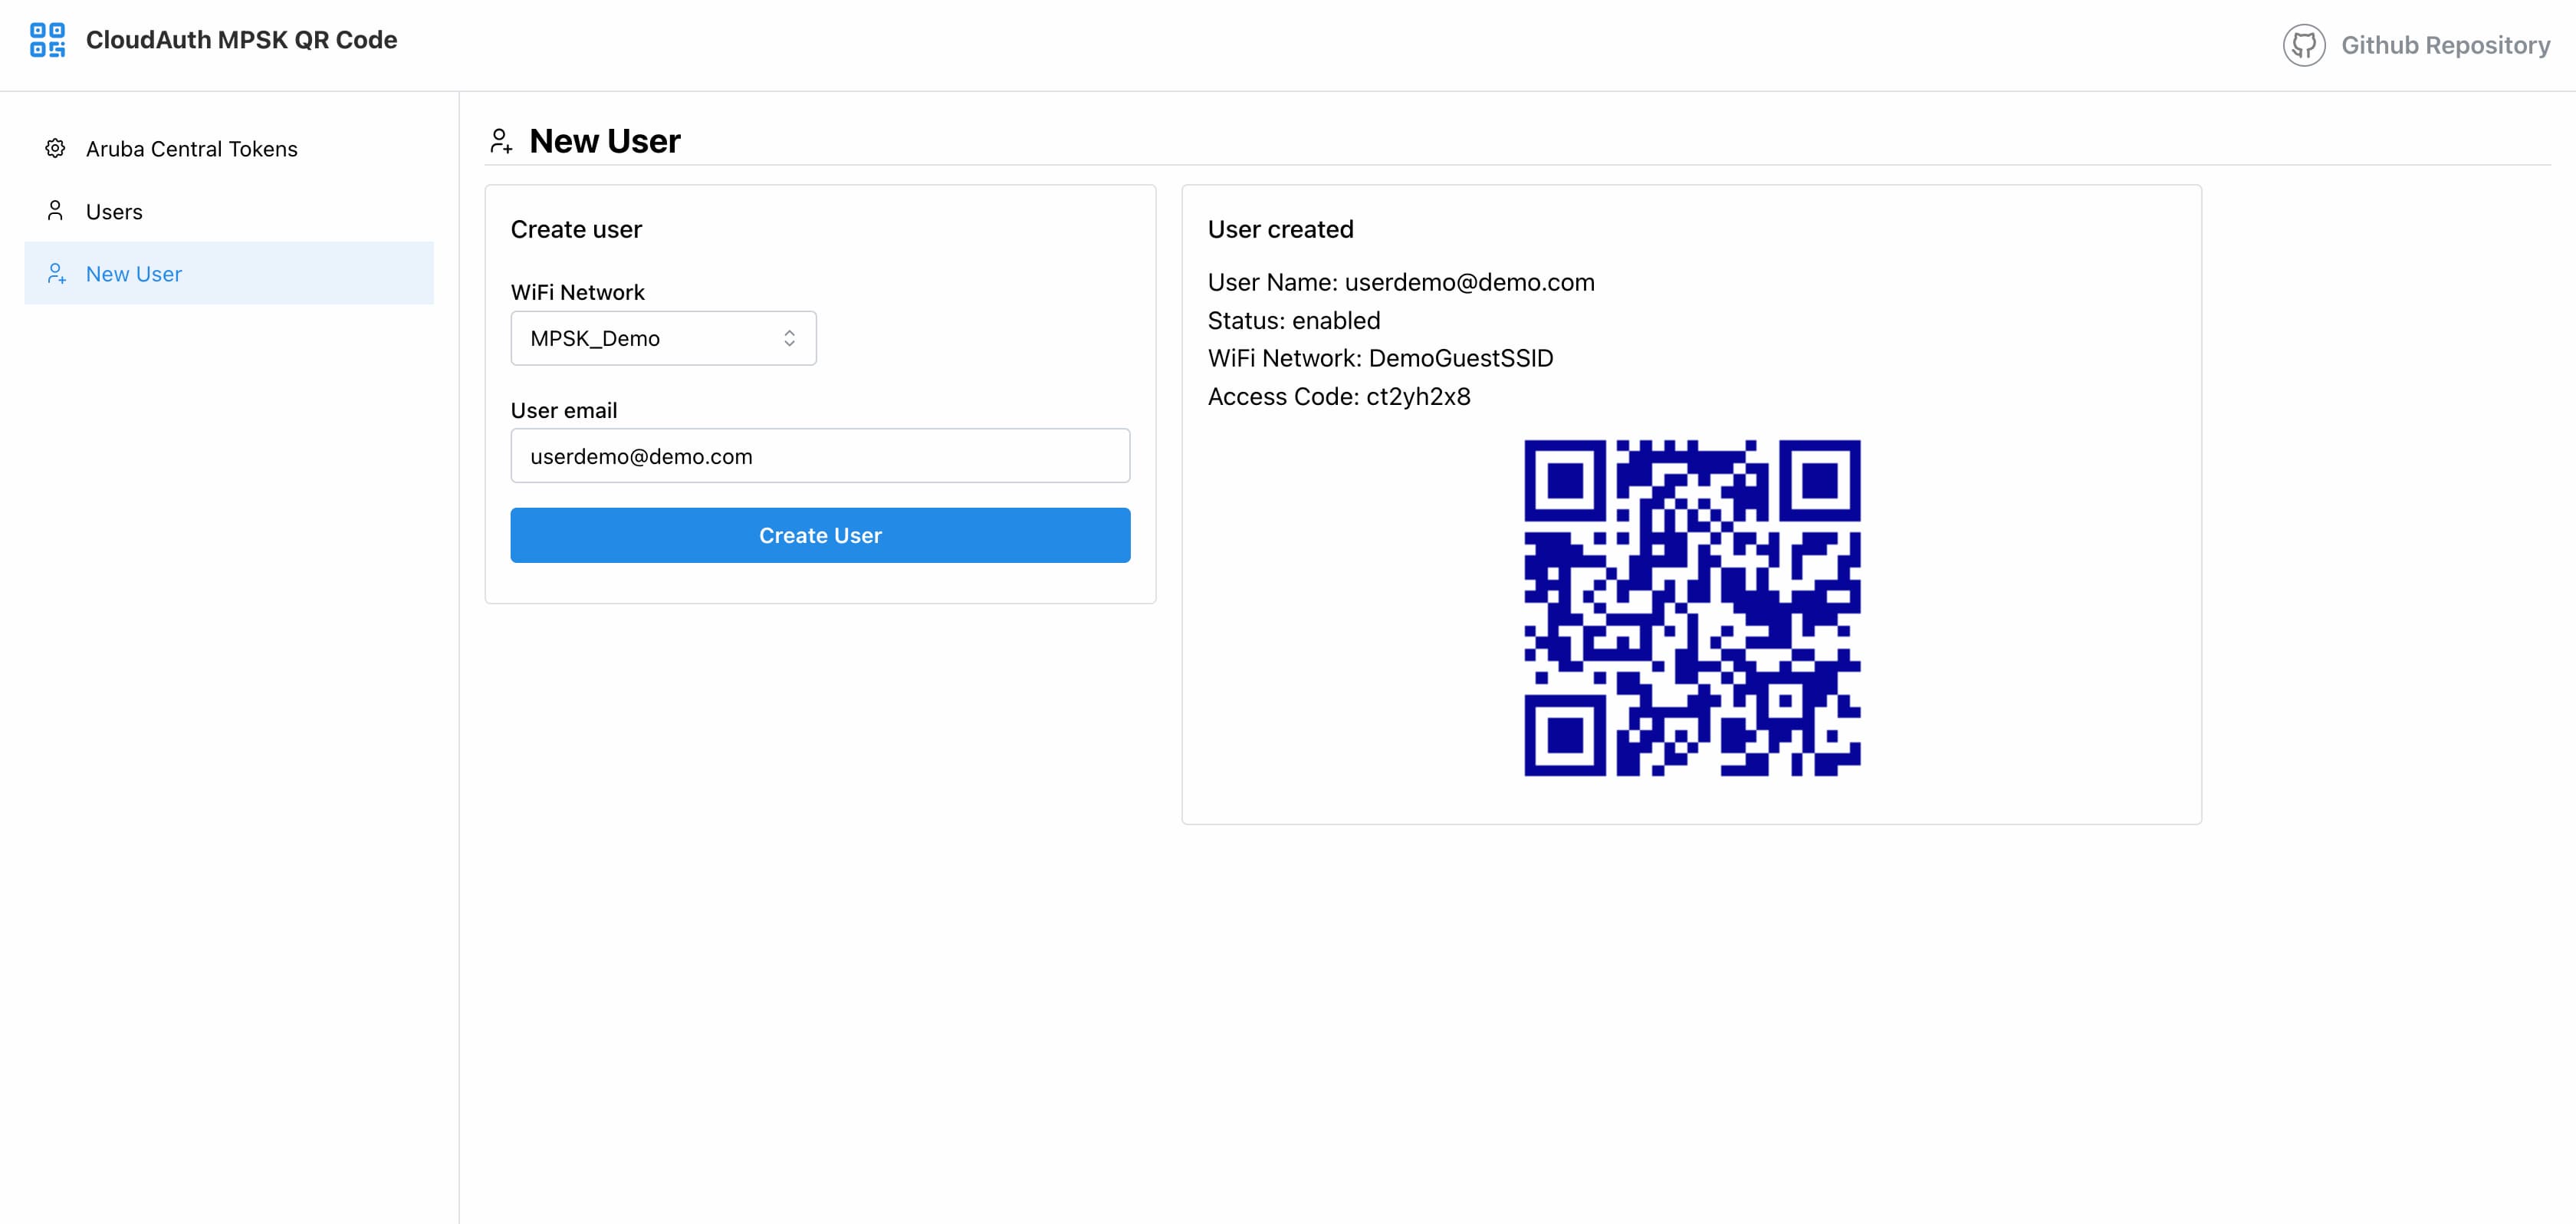 CloudAuth MPSK QR Code
Github Repository
Aruba Central Tokens
Users
New User
New User
Create user
WiFi Network
MPSK_Demo
User email
userdemo@demo.com
Create User
User created
User Name: userdemo@demo.com
Status: enabled
WiFi Network: DemoGuestSSID
Access Code: ct2yh2x8